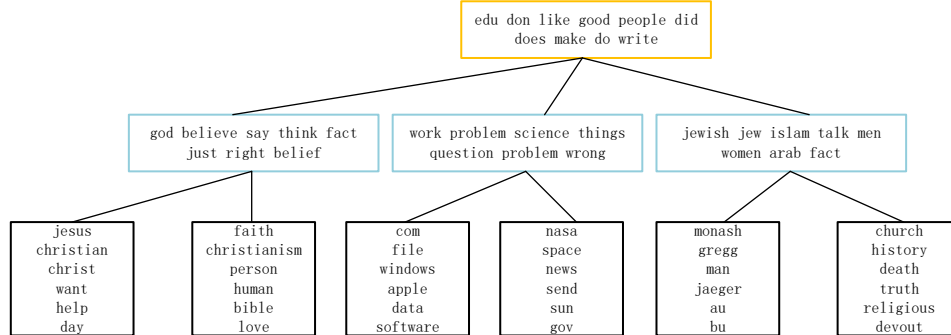 edu don like good people did
does make do write
god believe say think fact
just right belief
work problem science things
question problem wrong
jewish jew islam talk men
women arab fact
jesus
christian
christ
want
help
day
faith
christianism
person
human
bible
love
com
file
windows
apple
data
software
nasa
space
news
send
sun
gov
monash
gregg
man
jaeger
au
bu
church
history
death
truth
religious
devout